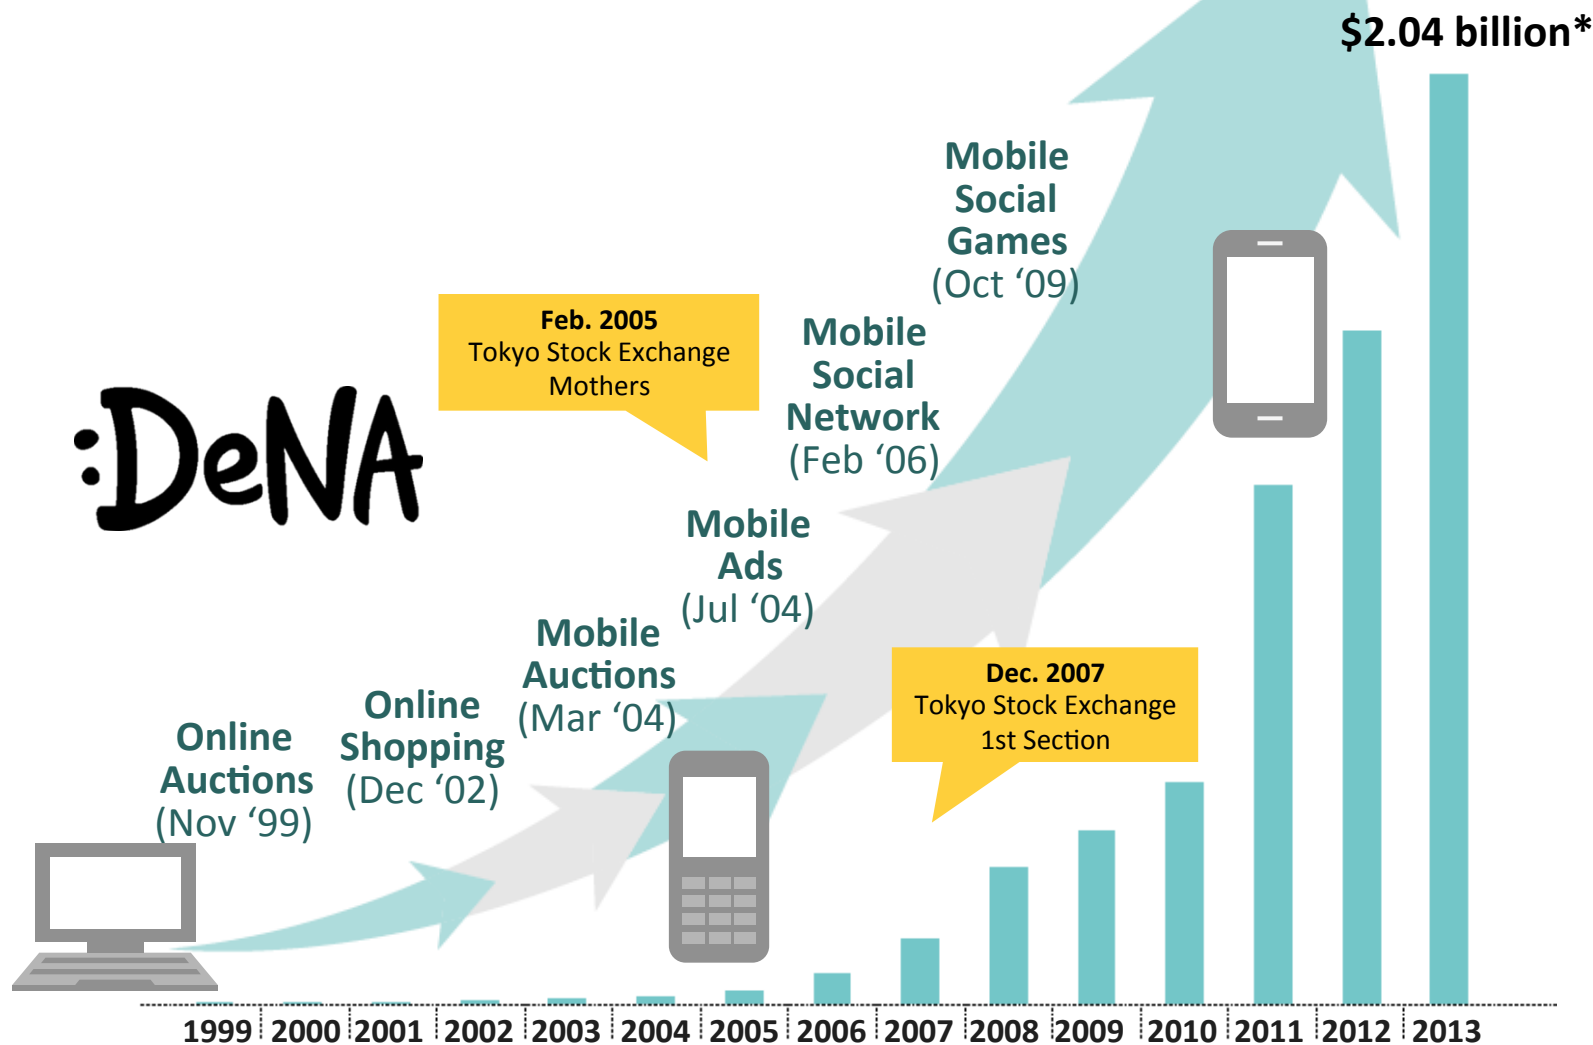 $2.04 billion*
Mobile
Social
Games
(Oct ‘09)
Feb. 2005
Tokyo Stock Exchange
Mothers
Mobile
Social
Network
(Feb ‘06)
:DeNA
Mobile
Ads
(Jul ‘04)
Mobile
Auctions
(Mar ‘04)
Online
Shopping
(Dec ‘02)
Online
Auctions
(Nov ‘99)
Dec. 2007
Tokyo Stock Exchange
1st Section
1999 2000 2001 2002 2003 2004 2005 2006 2007 2008 2009 2010 2011 2012 2013